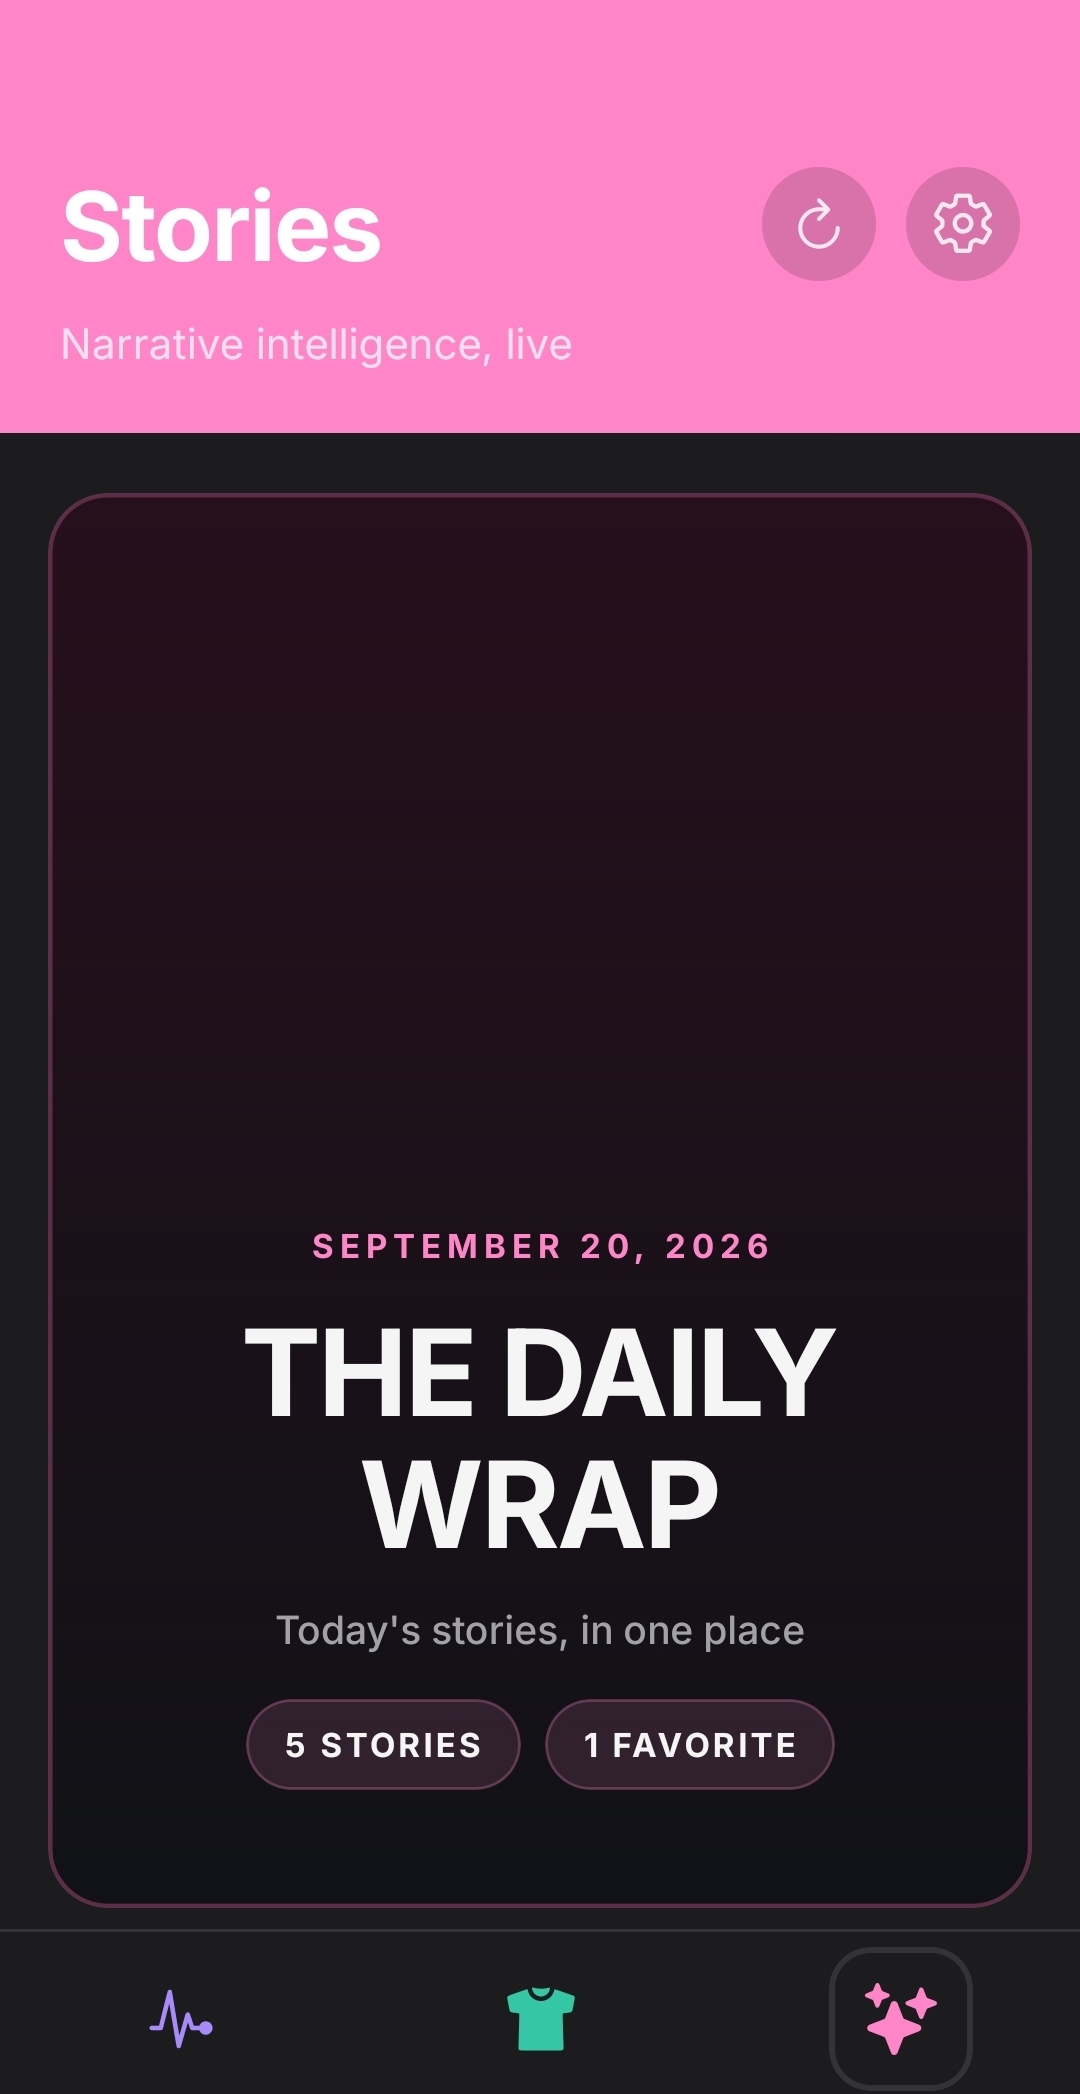 Stories
Narrative intelligence, live
SEPTEMBER 20, 2026
THE DAILY
WRAP
Today's stories, in one place
5 STORIES
1 FAVORITE